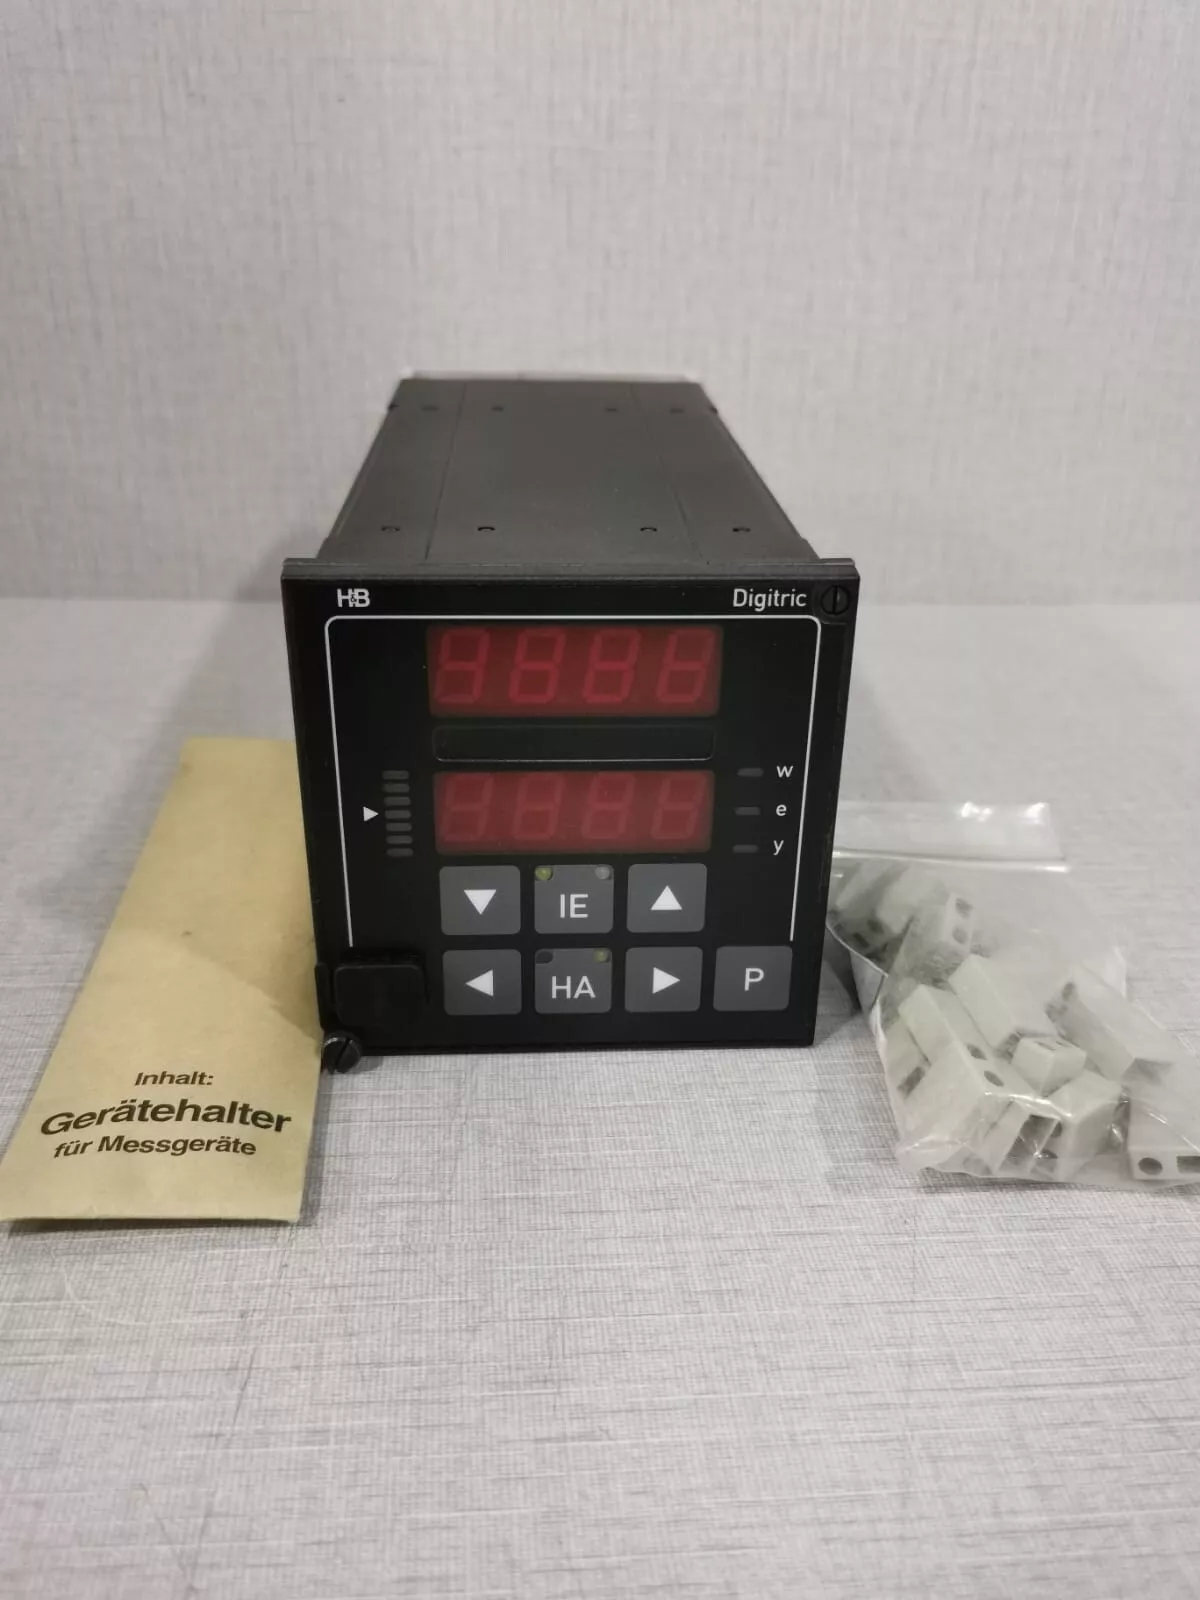 H&B
Digitric
w
e
y
IE
HA
P
Inhalt:
Gerätehalter
für Messgeräte